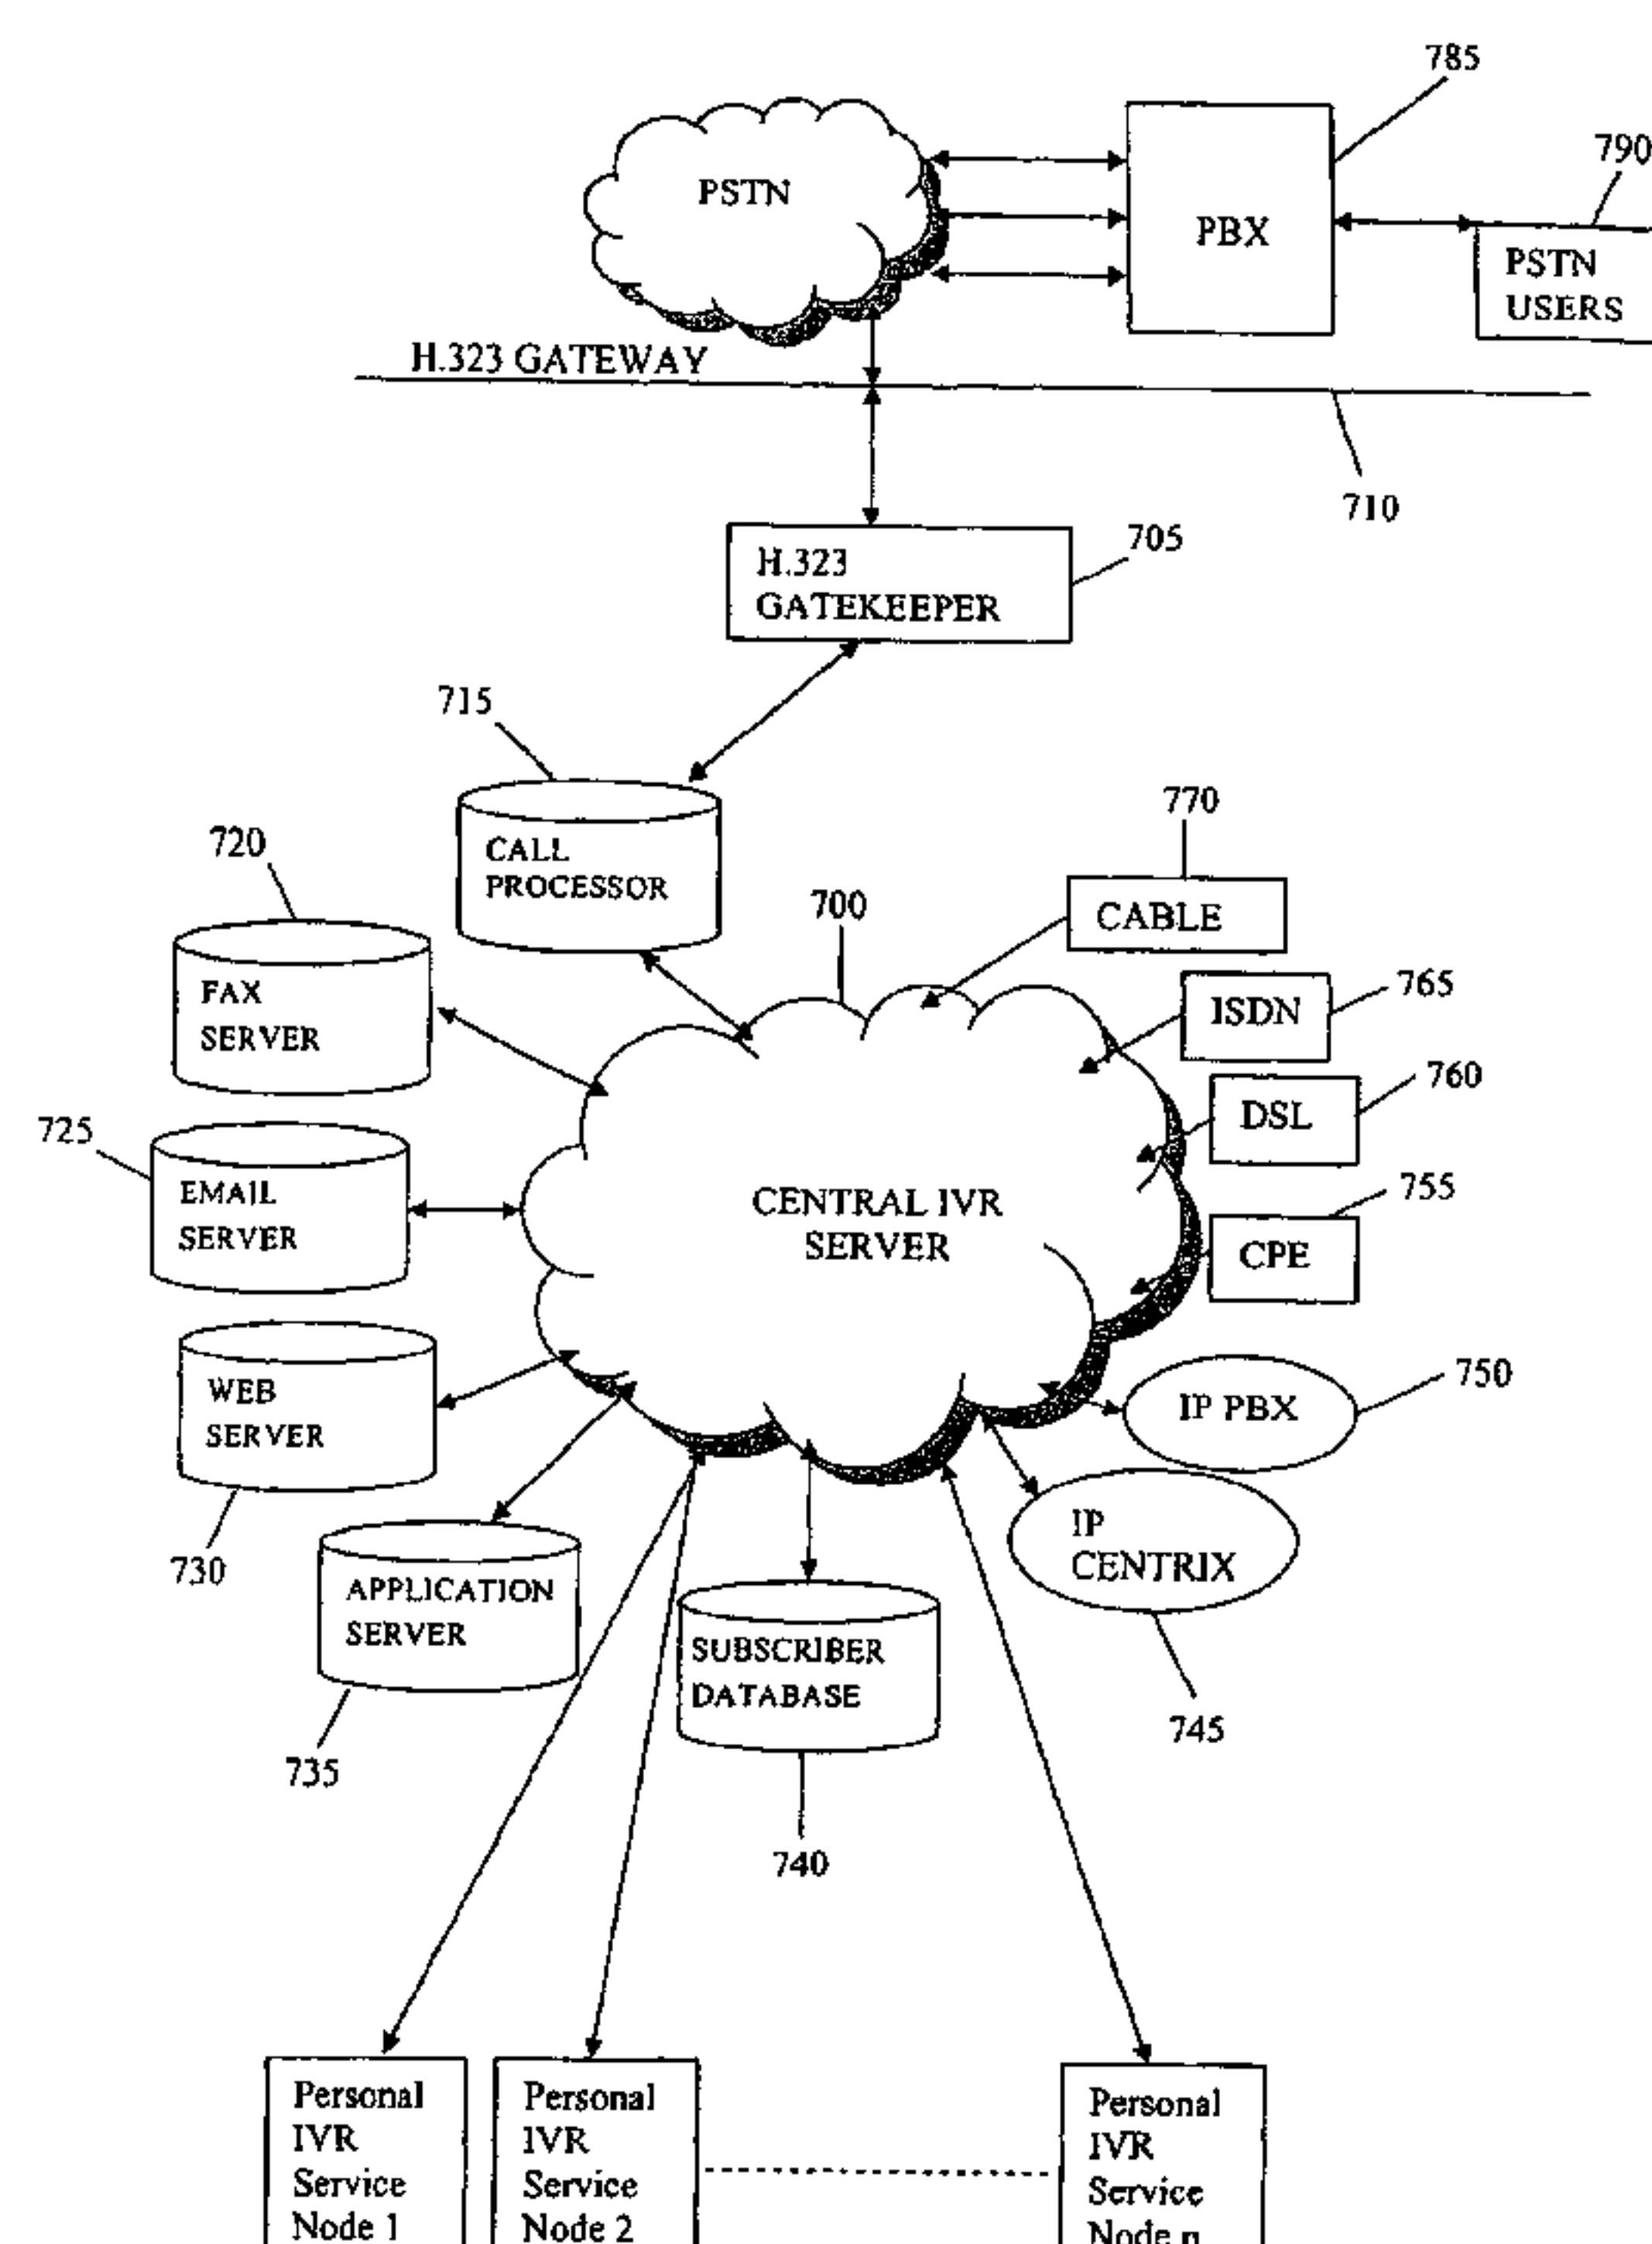 785
790
PSTN
PBX
PSTN
USERS
H.323 GATEWAY
710
705
H.323
GATEKEEPER
715
770
CALL
PROCESSOR
720
700
CABLE
FAX
SERVER
ISDN
765
760
DSL
725
EMAIL
SERVER
CENTRAL IVR
SERVER
755
CPE
WEB
SERVER
750
IP PBX
IP
CENTRIX
730
APPLICATION
SERVER
SUBSCRIBER
DATABASE
745
735
740
Personal
IVR
Service
Node 1
Personal
IVR
Service
Node 2
Personal
IVR
Service
Node n